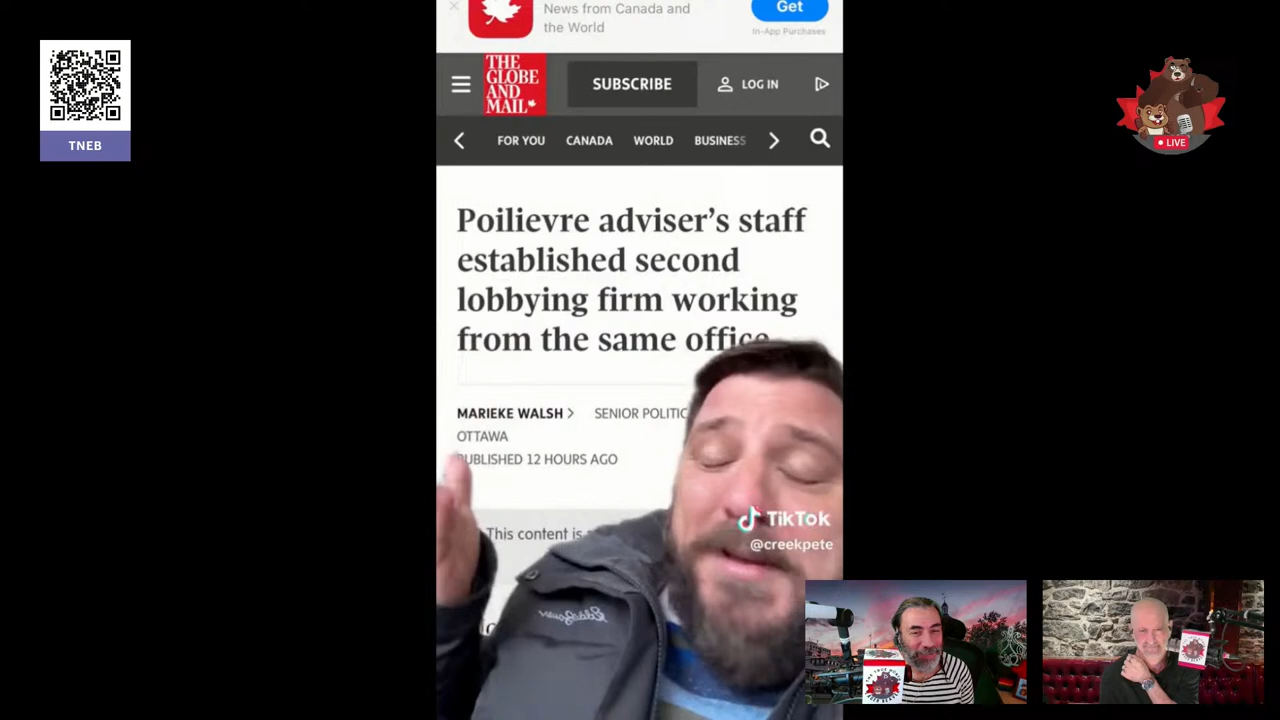 News from Canada and
the World
Get
In-App Purchases
TNEB
THE
GLOBE
AND
MAIL
SUBSCRIBE
LOG IN
LIVE
FOR YOU
CANADA
WORLD
BUSINESS
Poilievre adviser's staff
established second
lobbying firm working
from the same office
MARIEKE WALSH
SENIOR POLITIC
OTTAWA
PUBLISHED 12 HOURS AGO
This content is
TikTok
@creekpete
Eddie Bauer